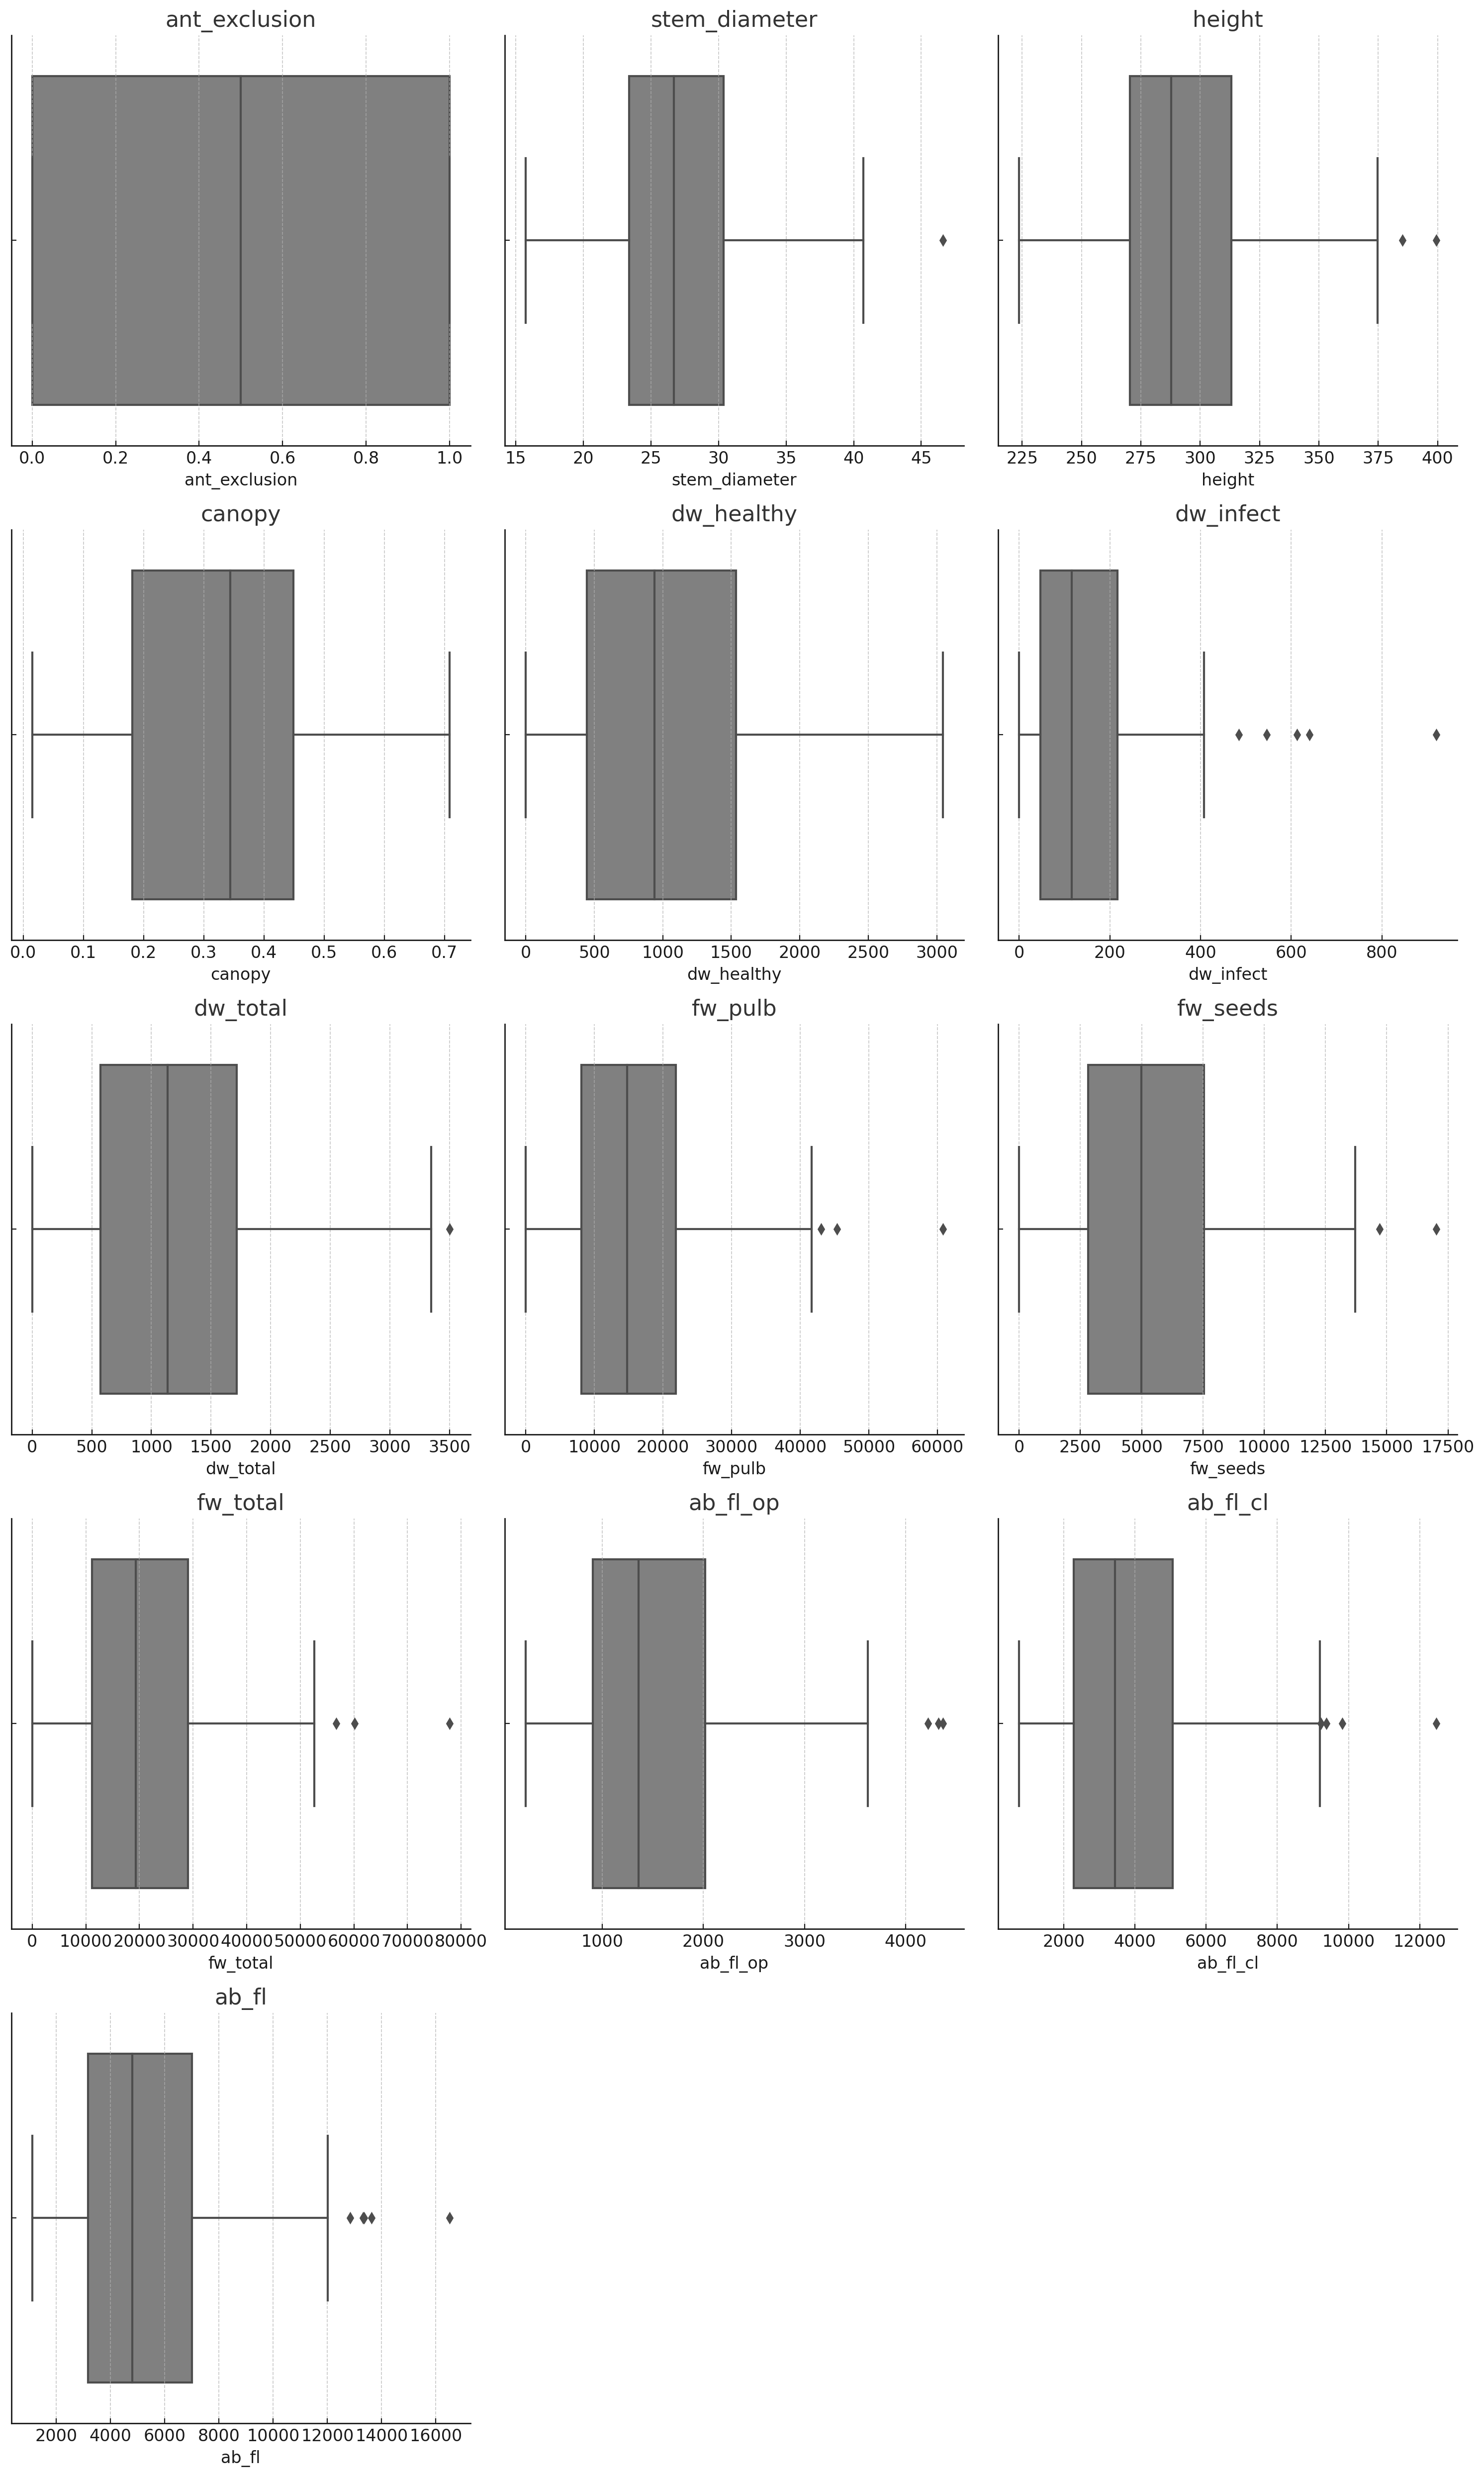 ant_exclusion stem_diameter height
0.0 0.2 0.4 0.6 0.8 1.0 15 20 25 30 35 40 45 225 250 275 300 325 350 375 400
ant_exclusion stem_diameter height
canopy dw_healthy dw_infect
0.0 0.1 0.2 0.3 0.4 0.5 0.6 0.7 0 500 1000 1500 2000 2500 3000 0 200 400 600 800
canopy dw_healthy dw_infect
dw_total fw_pulb fw_seeds
0 500 1000 1500 2000 2500 3000 3500 0 10000 20000 30000 40000 50000 60000 0 2500 5000 7500 10000 12500 15000 17500
dw_total fw_pulb fw_seeds
fw_total ab_fl_op ab_fl_cl
0 10000 20000 30000 40000 50000 60000 70000 80000 1000 2000 3000 4000 2000 4000 6000 8000 10000 12000
fw_total ab_fl_op ab_fl_cl
ab_fl
2000 4000 6000 8000 10000 12000 14000 16000
ab_fl